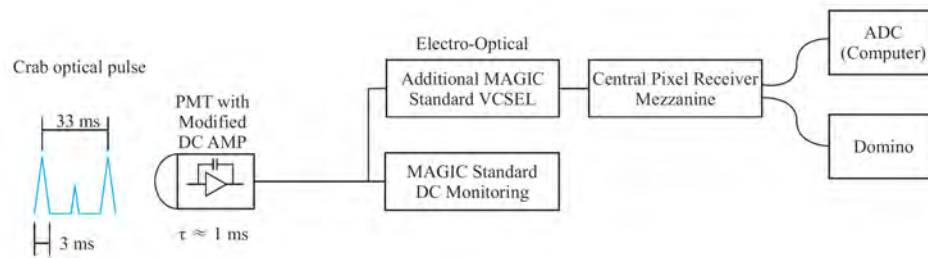 Crab optical pulse
33 ms
3 ms
PMT with
Modified
DC AMP
τ ≈ 1 ms
Electro-Optical
Additional MAGIC
Standard VCSEL
MAGIC Standard
DC Monitoring
Central Pixel Receiver
Mezzanine
ADC
(Computer)
Domino